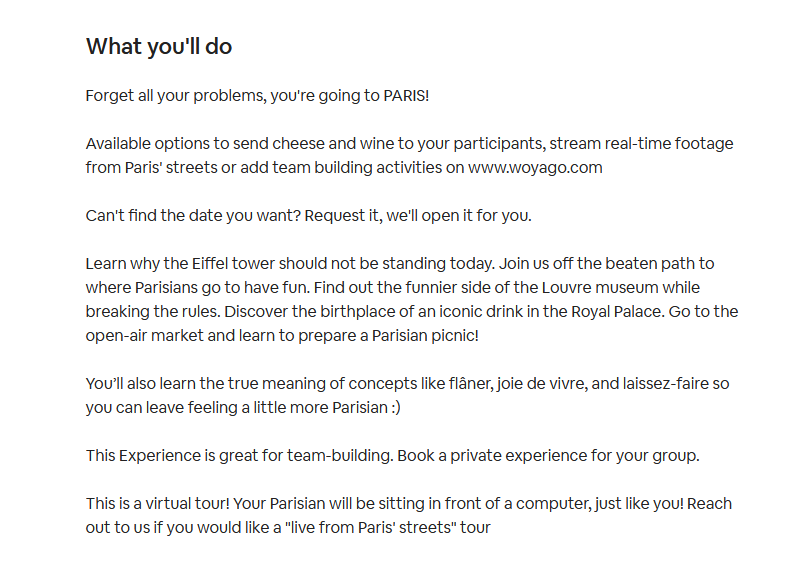 What you'll do
Forget all your problems, you're going to PARIS!
Available options to send cheese and wine to your participants, stream real-time footage
from Paris' streets or add team building activities on www.woyago.com
Can't find the date you want? Request it, we'll open it for you.
Learn why the Eiffel tower should not be standing today. Join us off the beaten path to
where Parisians go to have fun. Find out the funnier side of the Louvre museum while
breaking the rules. Discover the birthplace of an iconic drink in the Royal Palace. Go to the
open-air market and learn to prepare a Parisian picnic!
You’ll also learn the true meaning of concepts like flâner, joie de vivre, and laissez-faire so
you can leave feeling a little more Parisian :)
This Experience is great for team-building. Book a private experience for your group.
This is a virtual tour! Your Parisian will be sitting in front of a computer, just like you! Reach
out to us if you would like a "live from Paris' streets" tour